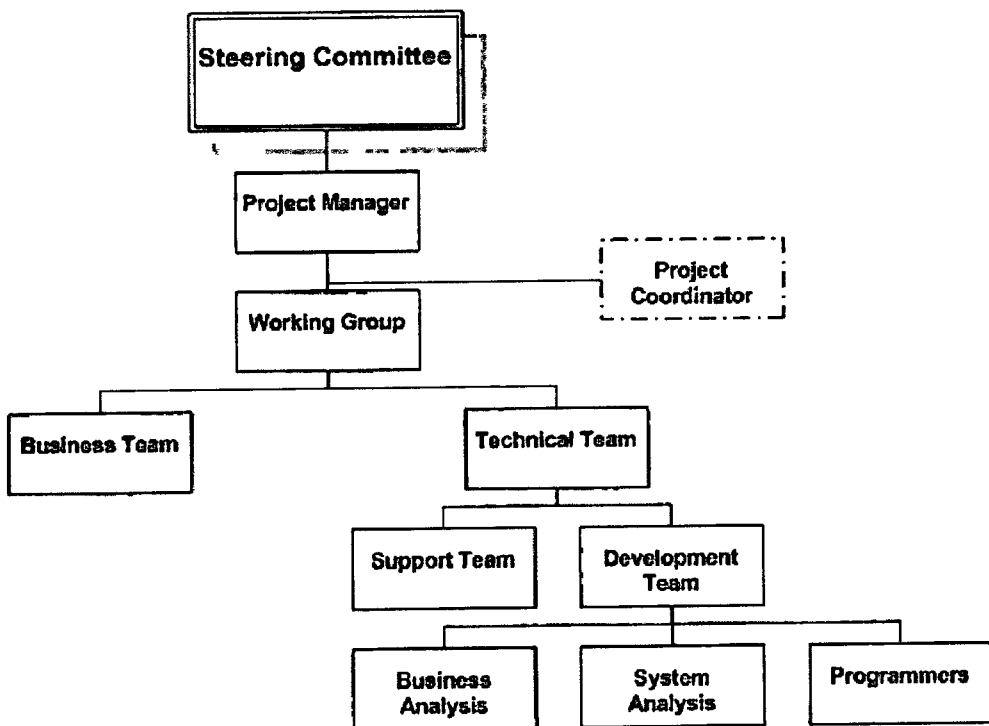 Steering Committee
Project Manager
Project
Coordinator
Working Group
Business Team
Technical Team
Support Team
Development
Team
Business
Analysis
System
Analysis
Programmers